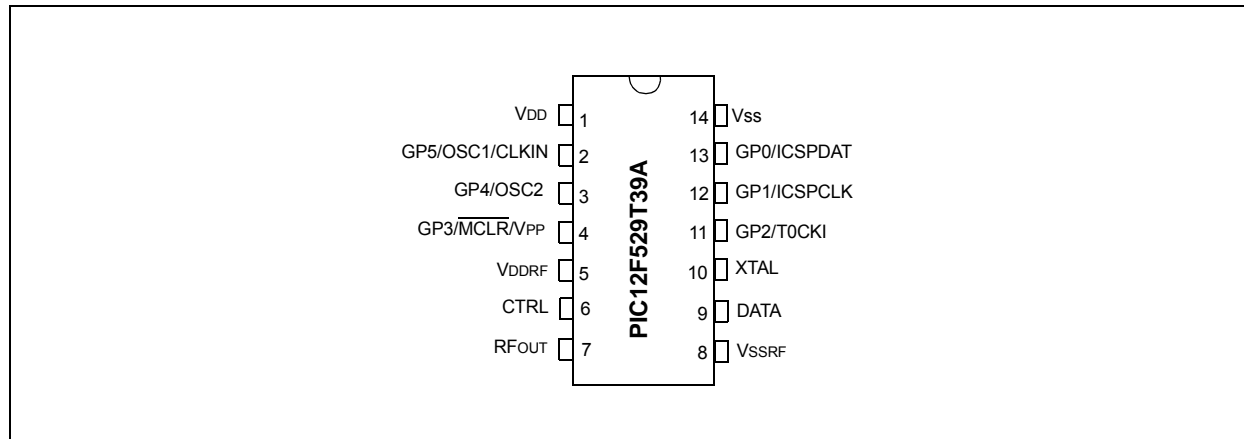 VDD 1 14 Vss
GP5/OSC1/CLKIN 2 13 GP0/ICSPDAT
GP4/OSC2 3 12 GP1/ICSPCLK
GP3/MCLR/VPP 4 11 GP2/T0CKI
VDDRF 5 10 XTAL
CTRL 6 9 DATA
RFOUT 7 8 VSSRF
PIC12F529T39A